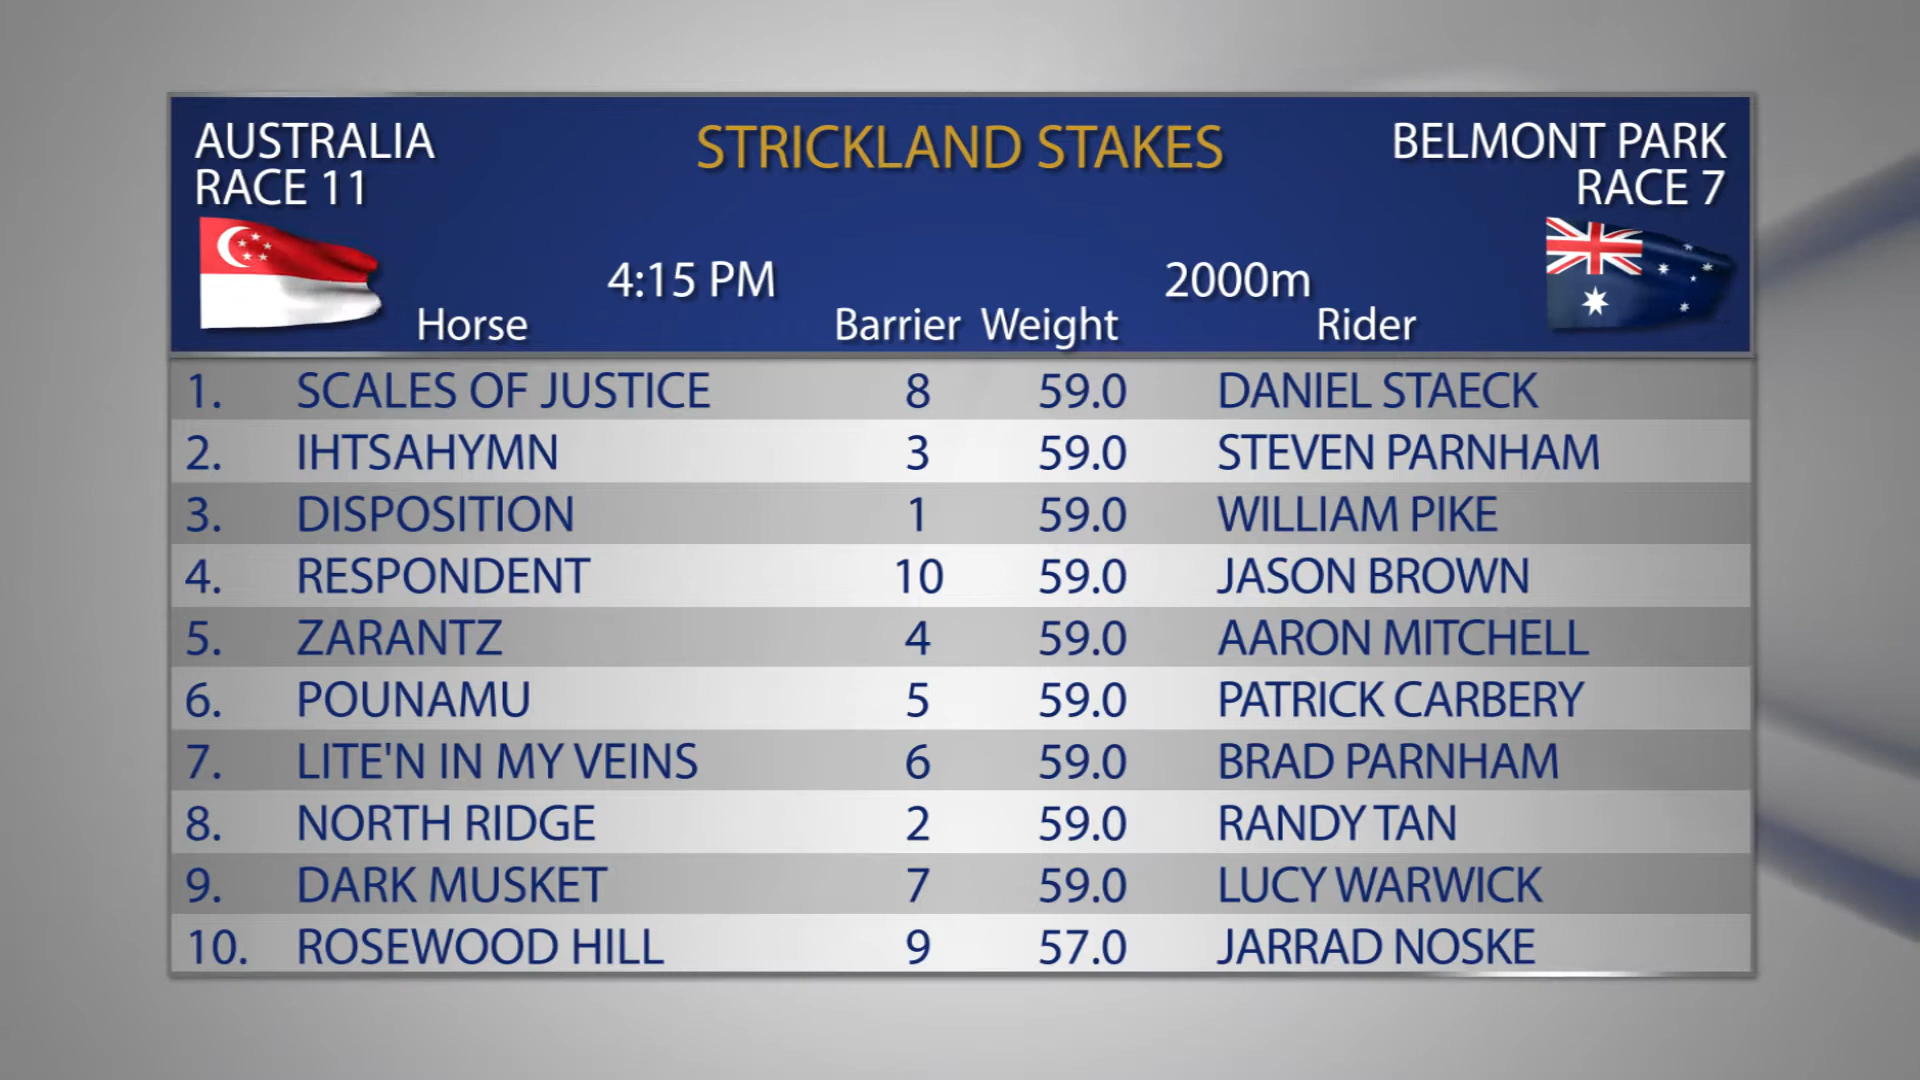 AUSTRALIA STRICKLAND STAKES BELMONT PARK
RACE 11 RACE 7
4:15 PM 2000m
Horse Barrier Weight Rider
1. SCALES OF JUSTICE 8 59.0 DANIEL STAECK
2. IHTSAHYMN 3 59.0 STEVEN PARNHAM
3. DISPOSITION 1 59.0 WILLIAM PIKE
4. RESPONDENT 10 59.0 JASON BROWN
5. ZARANTZ 4 59.0 AARON MITCHELL
6. POUNAMU 5 59.0 PATRICK CARBERY
7. LITE'N IN MY VEINS 6 59.0 BRAD PARNHAM
8. NORTH RIDGE 2 59.0 RANDY TAN
9. DARK MUSKET 7 59.0 LUCY WARWICK
10. ROSEWOOD HILL 9 57.0 JARRAD NOSKE